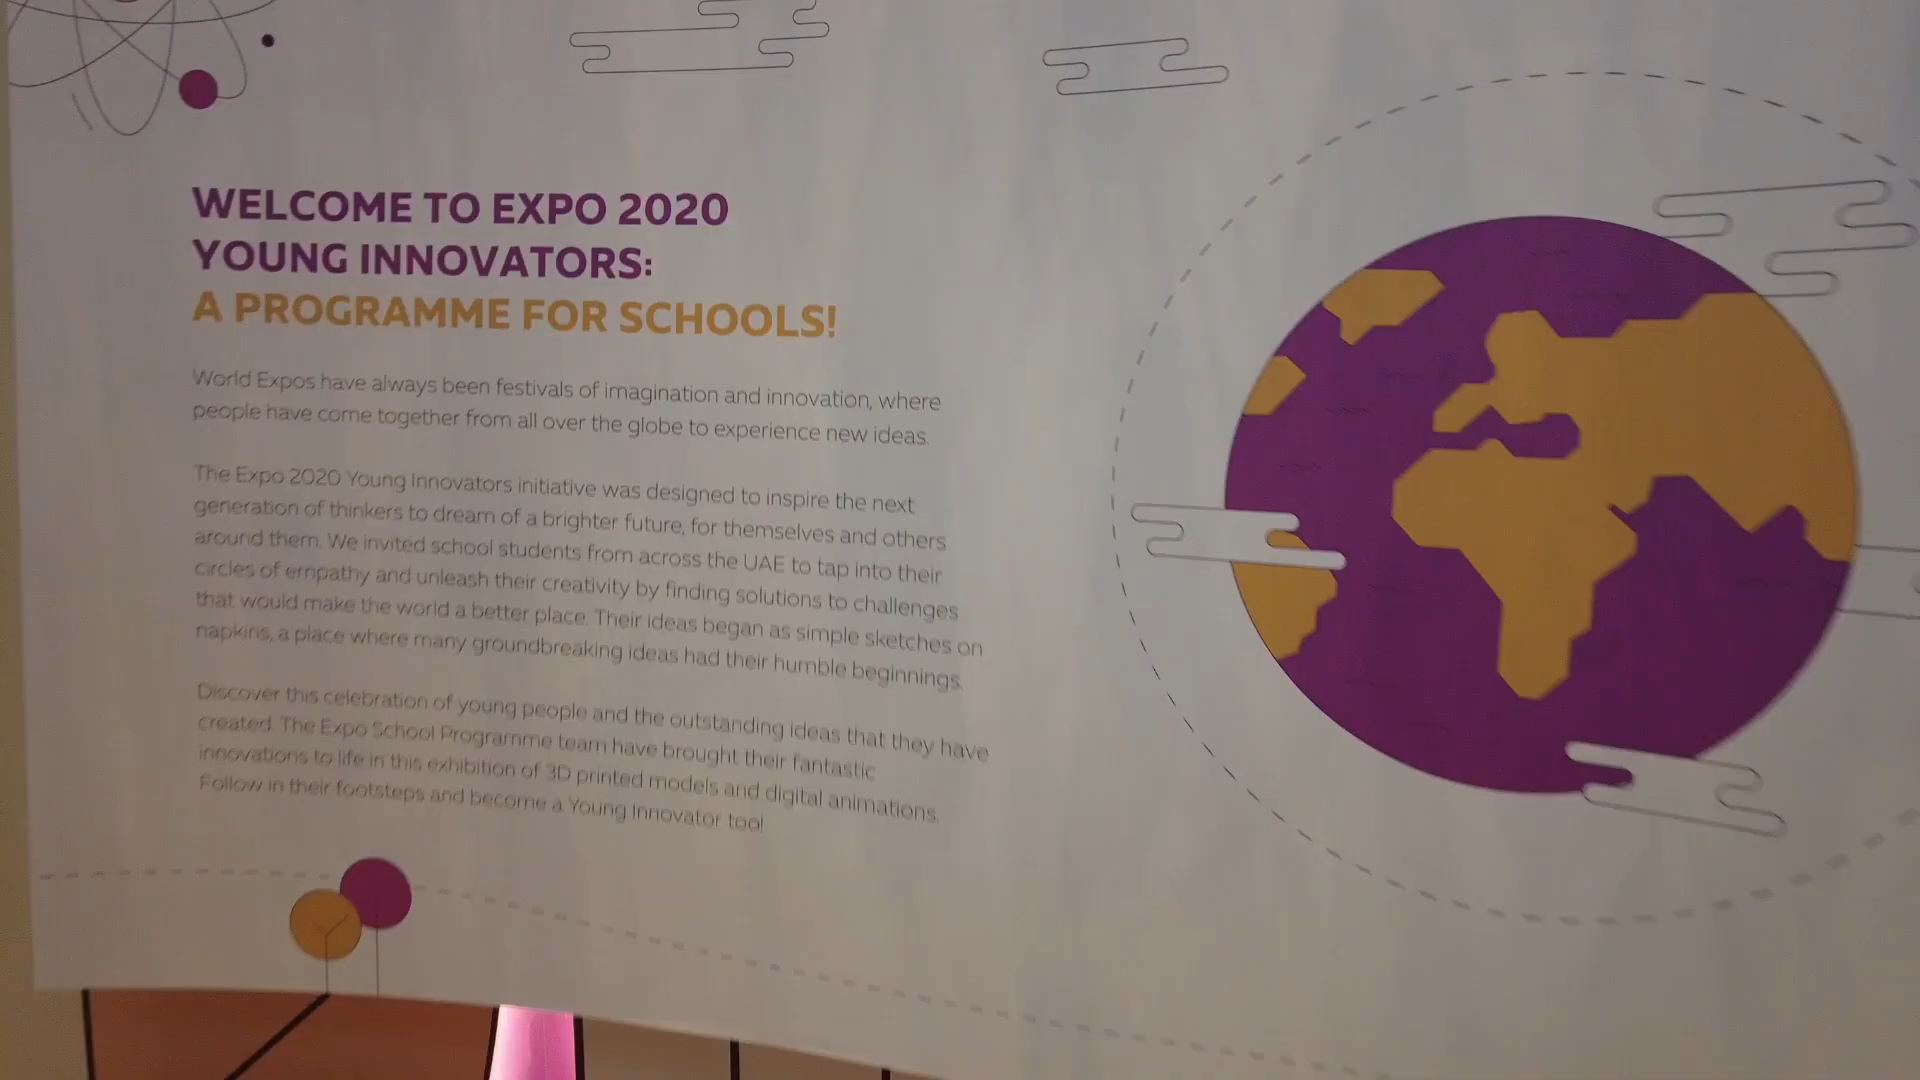 WELCOME TO EXPO 2020
YOUNG INNOVATORS:
A PROGRAMME FOR SCHOOLS!
World Expos have always been festivals of imagination and innovation, where
people have come together from all over the globe to experience new ideas.
The Expo 2020 Young Innovators initiative was designed to inspire the next
generation of thinkers to dream of a brighter future, for themselves and others
around them. We invited school students from across the UAE to tap into their
circles of empathy and unleash their creativity by finding solutions to challenges
that would make the world a better place. Their ideas began as simple sketches on
napkins, a place where many groundbreaking ideas had their humble beginnings.
Discover this celebration of young people and the outstanding ideas that they have
created. The Expo School Programme team have brought their fantastic
innovations to life in this exhibition of 3D printed models and digital animations.
Follow in their footsteps and become a Young Innovator too!